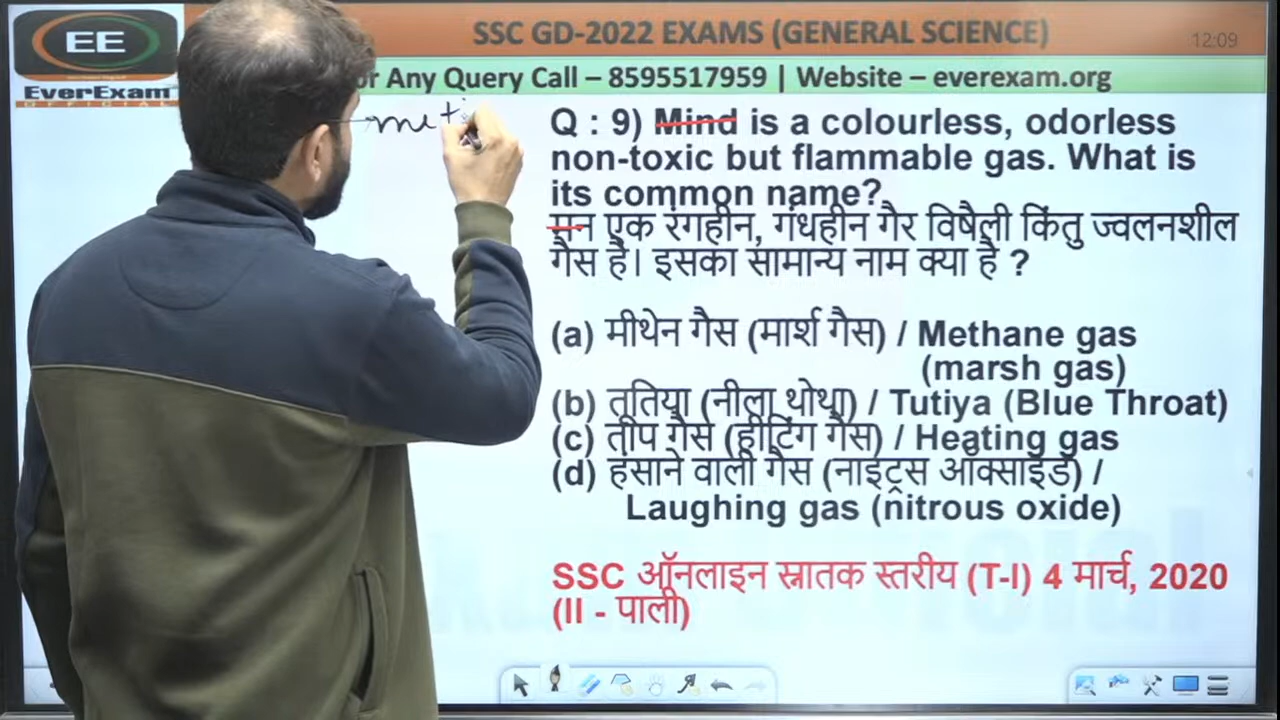 EE
EverExam
OFFICIAL
SSC GD-2022 EXAMS (GENERAL SCIENCE)
12:09
or Any Query Call – 8595517959 | Website – everexam.org
Q : 9) Mind is a colourless, odorless
non-toxic but flammable gas. What is
its common name?
मन एक रंगहीन, गंधहीन गैर विषैली किंतु ज्वलनशील
गैस है। इसका सामान्य नाम क्या है ?
(a) मीथेन गैस (मार्श गैस) / Methane gas
(marsh gas)
(b) ततिया (नीला थोथा) / Tutiya (Blue Throat)
(c) तीप गैस (हीटिंग गैस) / Heating gas
(d) हंसाने वाली गैस (नाइट्रस ऑक्साइड) /
Laughing gas (nitrous oxide)
SSC ऑनलाइन स्नातक स्तरीय (T-I) 4 मार्च, 2020
(II - पाली)